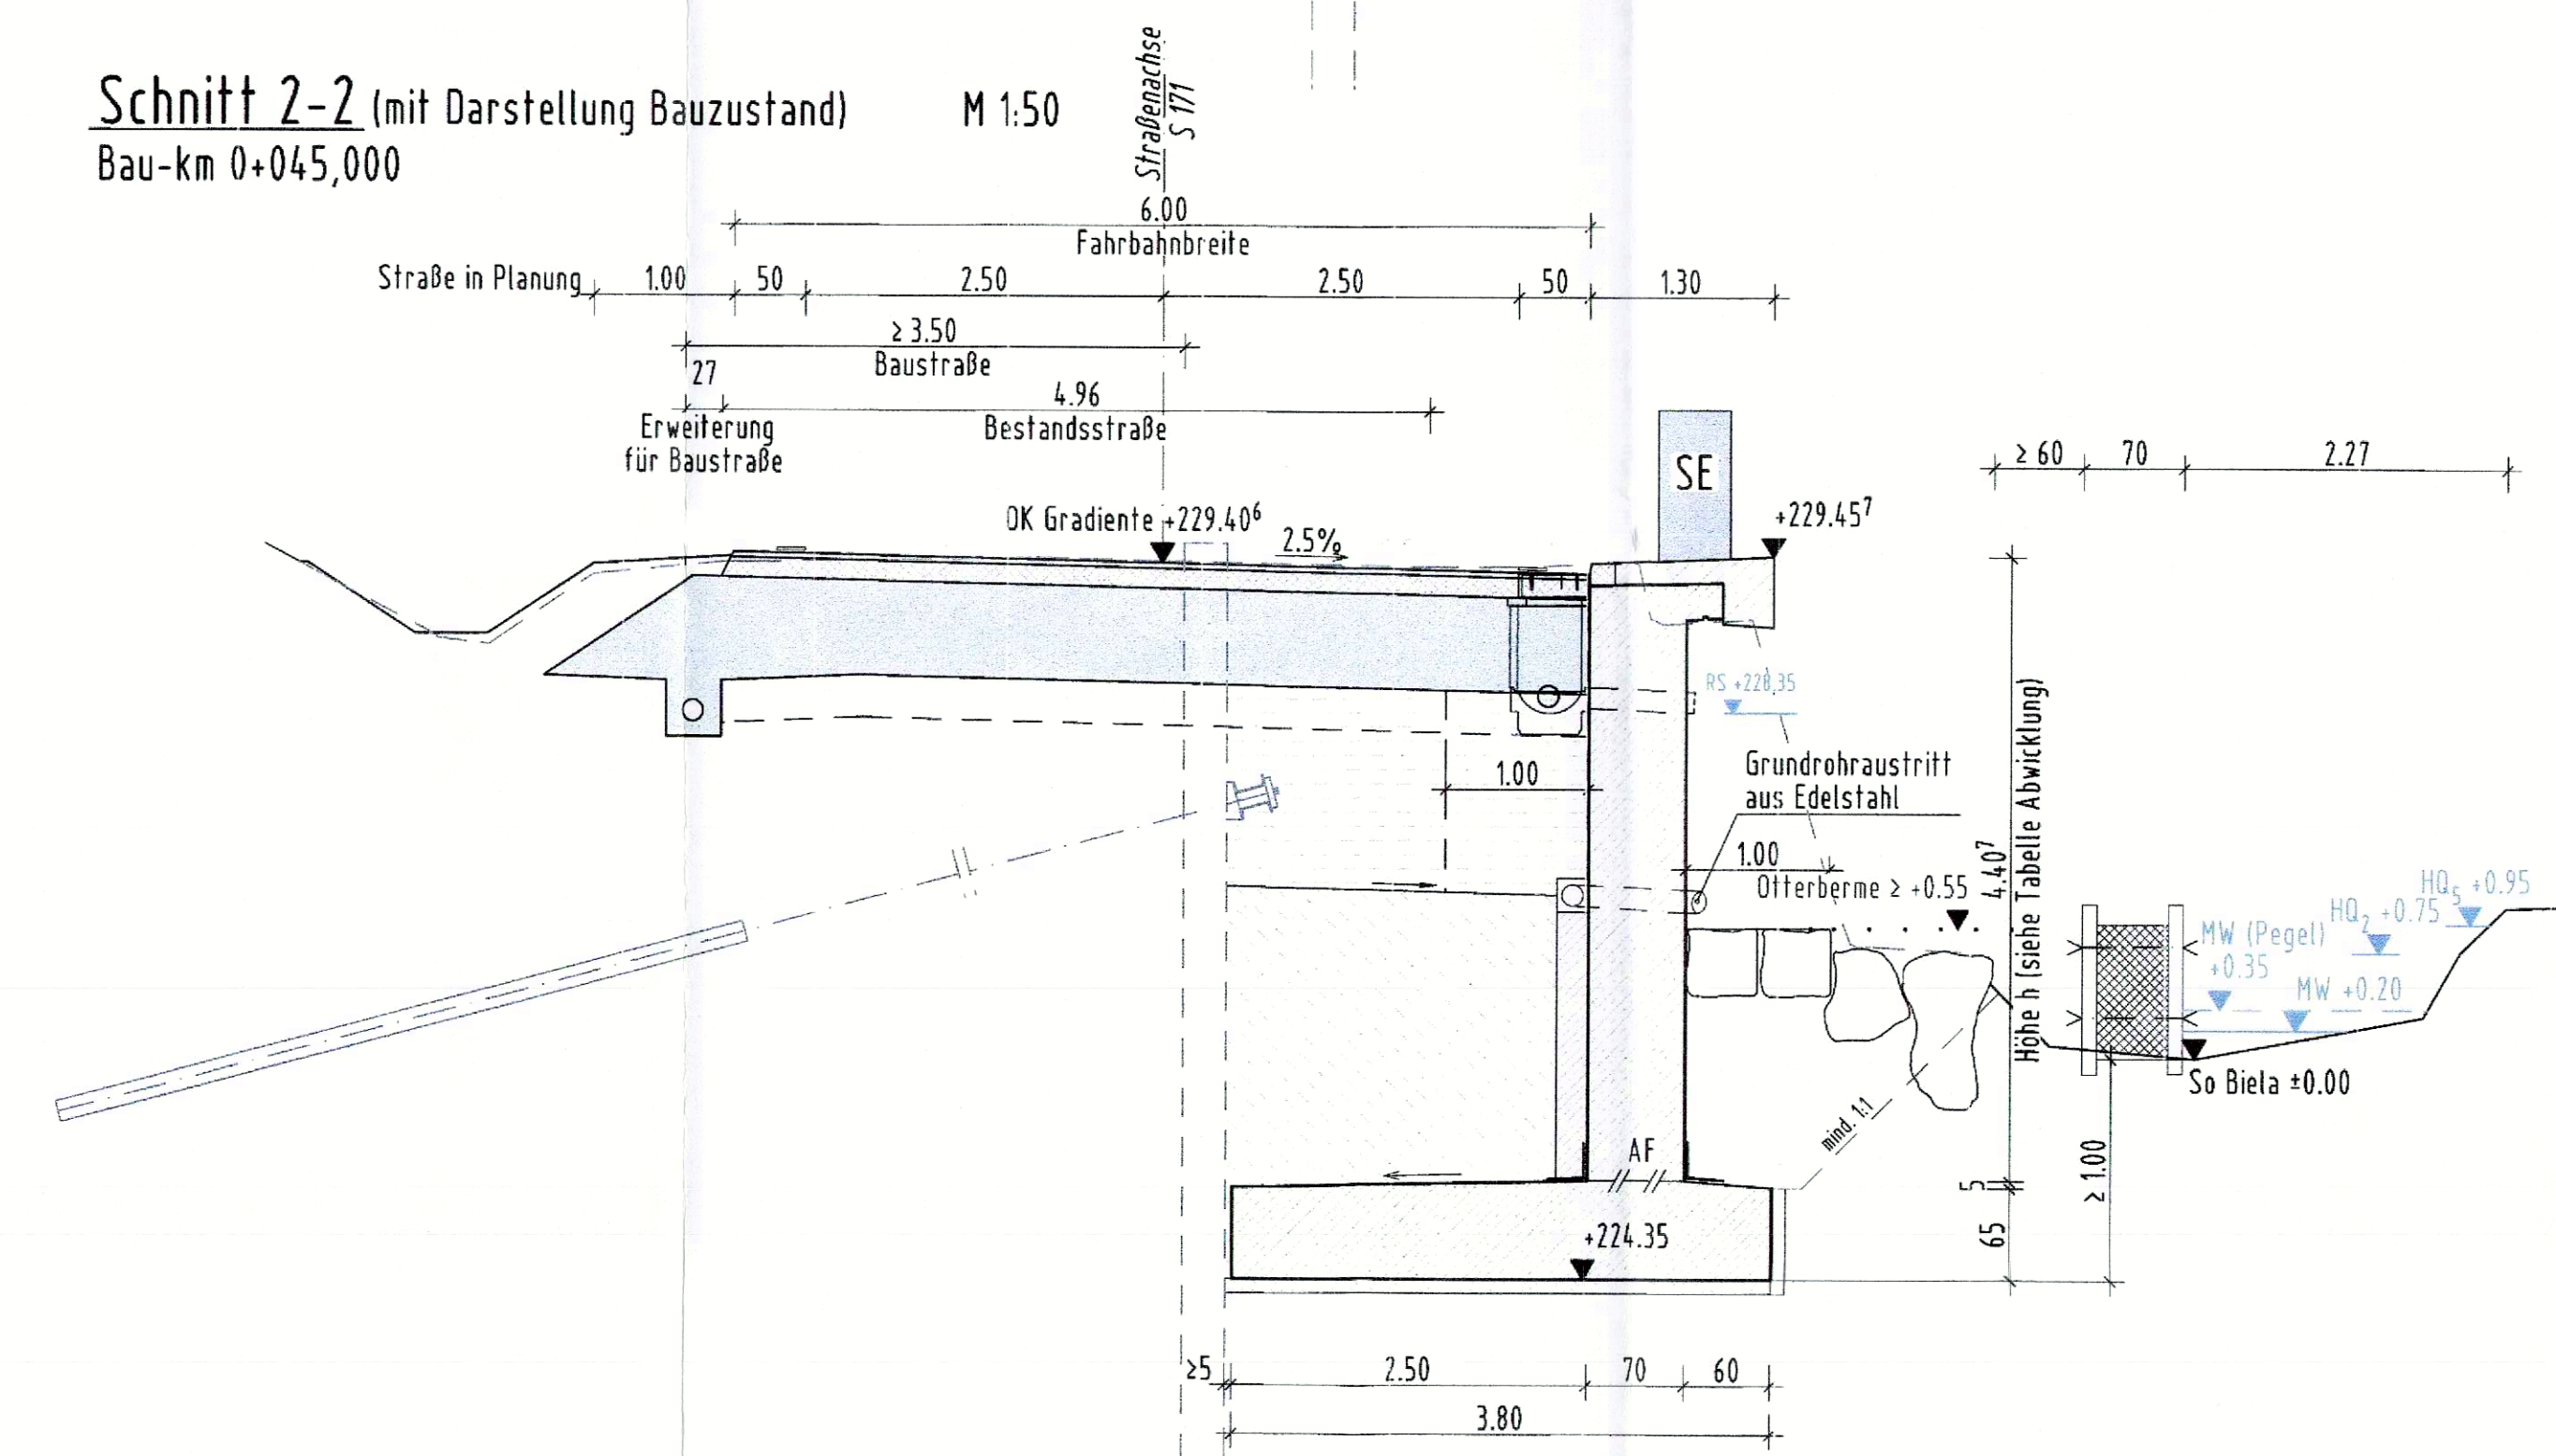 Schnitt 2-2 (mit Darstellung Bauzustand) M 1:50
Bau-km 0+045,000
Straßenachse
S 171
6.00
Fahrbahnbreite
Straße in Planung 1.00 50 2.50 2.50 50 1.30
≥ 3.50
Baustraße
27
4.96
Erweiterung
für Baustraße
Bestandsstraße
SE
≥ 60 70 2.27
OK Gradiente +229.40⁶
2.5%
+229.45⁷
RS +228,35
1.00
Grundrohraustritt
aus Edelstahl
1.00
Otterberme ≥ +0.55
4.40⁷
Höhe h (siehe Tabelle Abwicklung)
HQ₅ +0.95
HQ₂ +0.75
MW (Pegel)
+0.35
MW +0.20
So Biela ±0.00
mind. 1:1
AF
≥ 1.00
5
65
+224.35
≥5 2.50 70 60
3.80